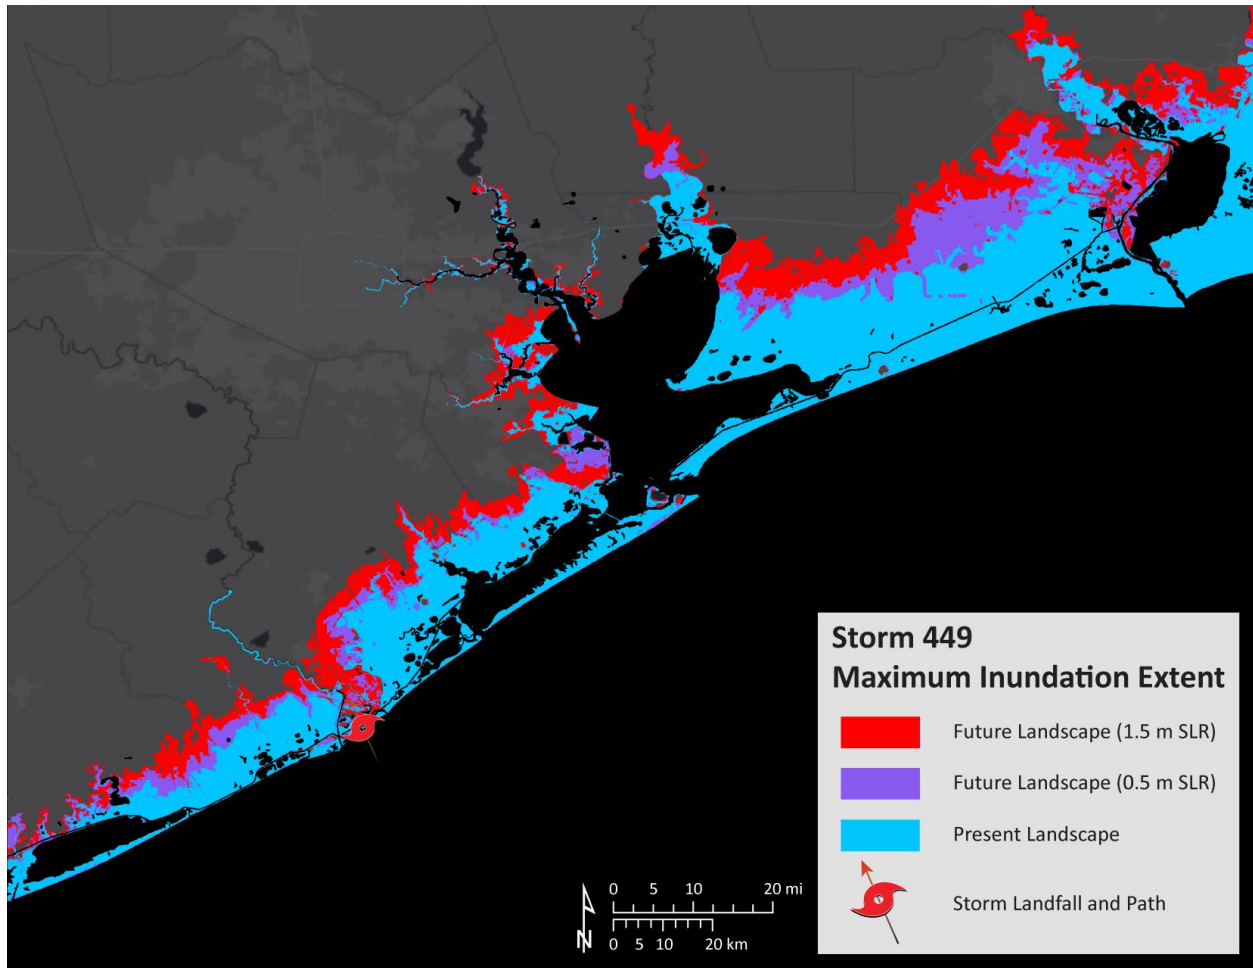 Storm 449
Maximum Inundation Extent
Future Landscape (1.5 m SLR)
Future Landscape (0.5 m SLR)
Present Landscape
Storm Landfall and Path
0 5 10 20 mi
0 5 10 20 km
N